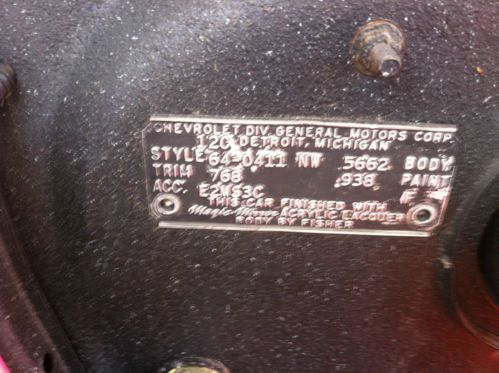 CHEVROLET DIV. GENERAL MOTORS CORP.
12C DETROIT, MICHIGAN
STYLE 64-0411 NW 5662 BODY
TRIM 768 938 PAINT
ACC. E2MS3C
THIS CAR FINISHED WITH
Magic-Mirror ACRYLIC LACQUER
BODY BY FISHER